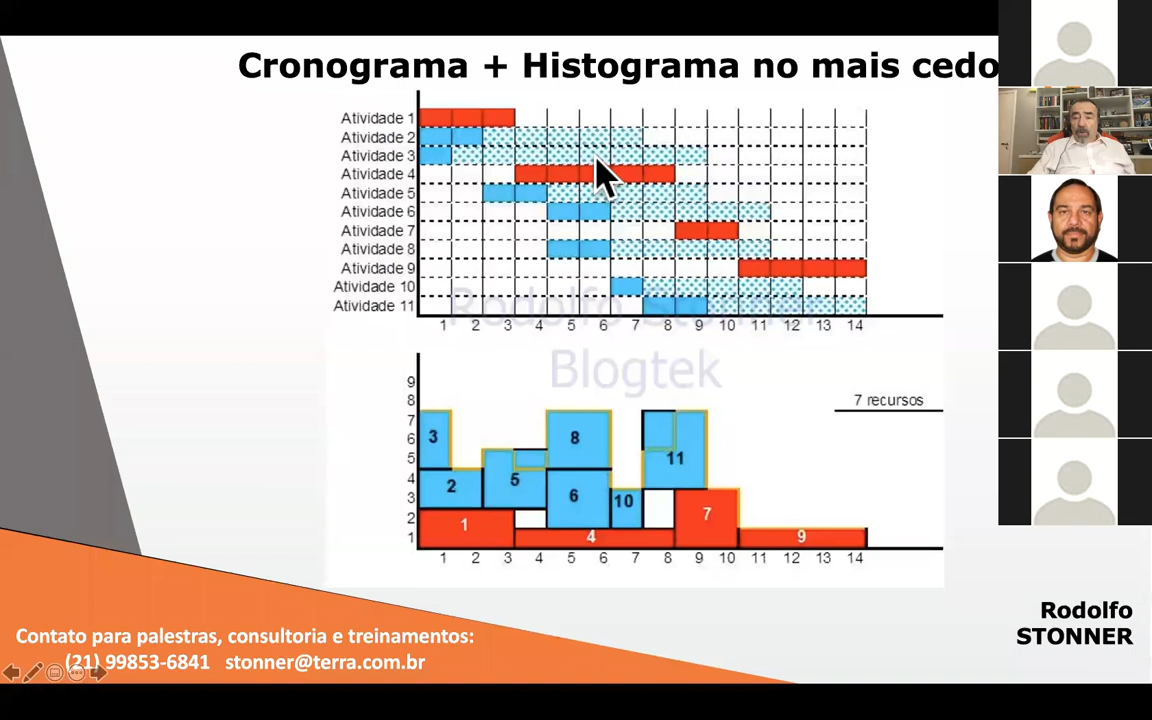 Cronograma + Histograma no mais cedo
Atividade 1
Atividade 2
Atividade 3
Atividade 4
Atividade 5
Atividade 6
Atividade 7
Atividade 8
Atividade 9
Atividade 10
Atividade 11
1 2 3 4 5 6 7 8 9 10 11 12 13 14
Rodolfo Stonner
Blogtek
9
8
7
6
5
4
3
2
1
7 recursos
3 8
2 5 6 10 11
1 4 7 9
1 2 3 4 5 6 7 8 9 10 11 12 13 14
Rodolfo
STONNER
Contato para palestras, consultoria e treinamentos:
(21) 99853-6841 stonner@terra.com.br